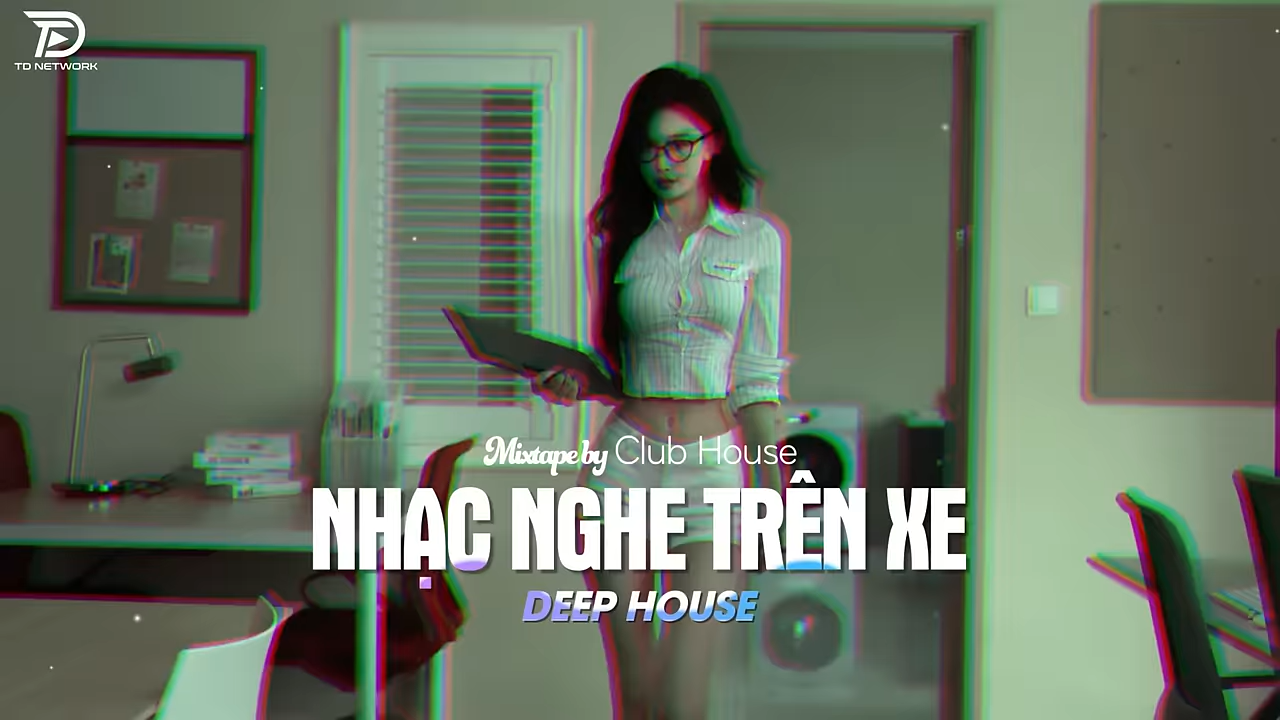 TD NETWORK
Mixtape by Club House
NHẠC NGHE TRÊN XE
DEEP HOUSE